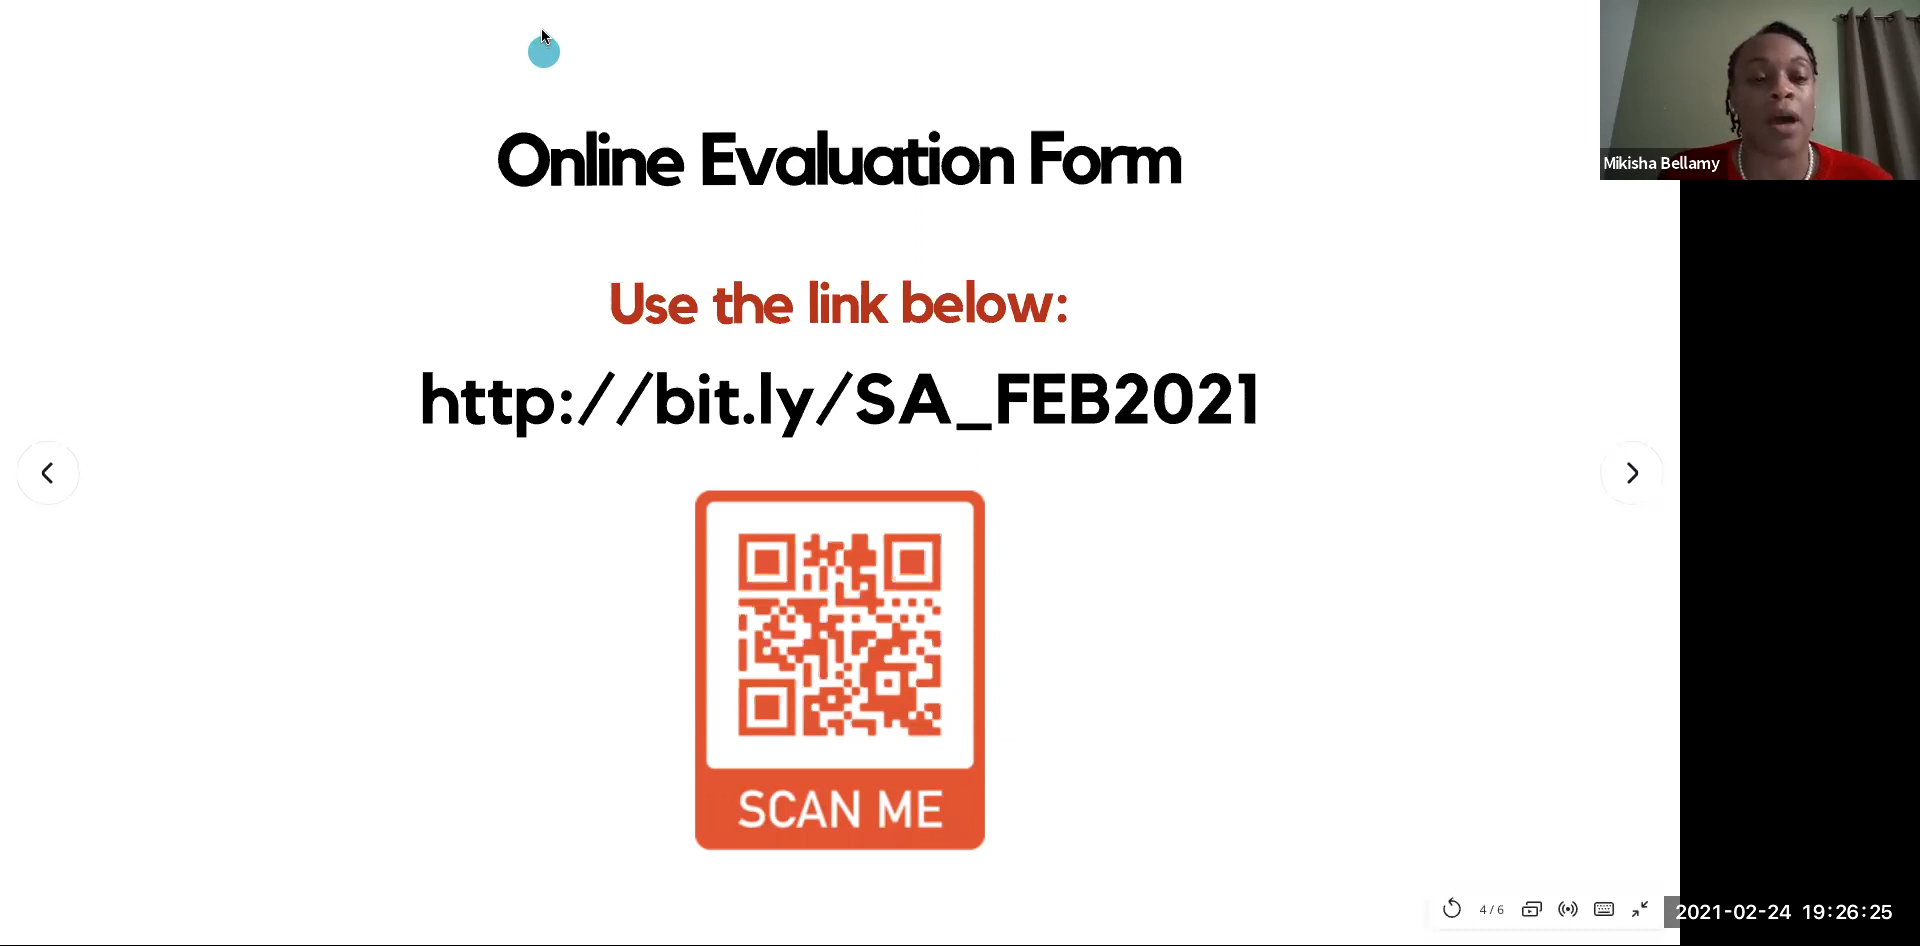 Online Evaluation Form
Mikisha Bellamy
Use the link below:
http://bit.ly/SA_FEB2021
SCAN ME
4 / 6
2021-02-24 19:26:25